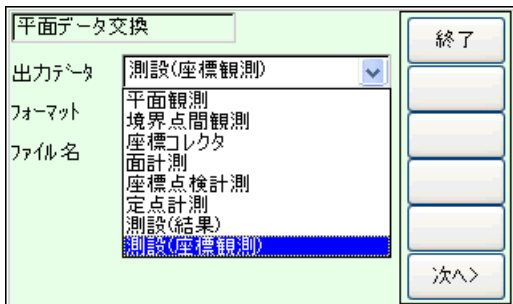 平面データ交換
終了
出力ﾃﾞｰﾀ
測設(座標観測)
ﾌｫｰﾏｯﾄ
ﾌｧｲﾙ名
平面観測
境界点間観測
座標ｺﾚｸﾀ
面計測
座標点検計測
定点計測
測設(結果)
測設(座標観測)
次へ>